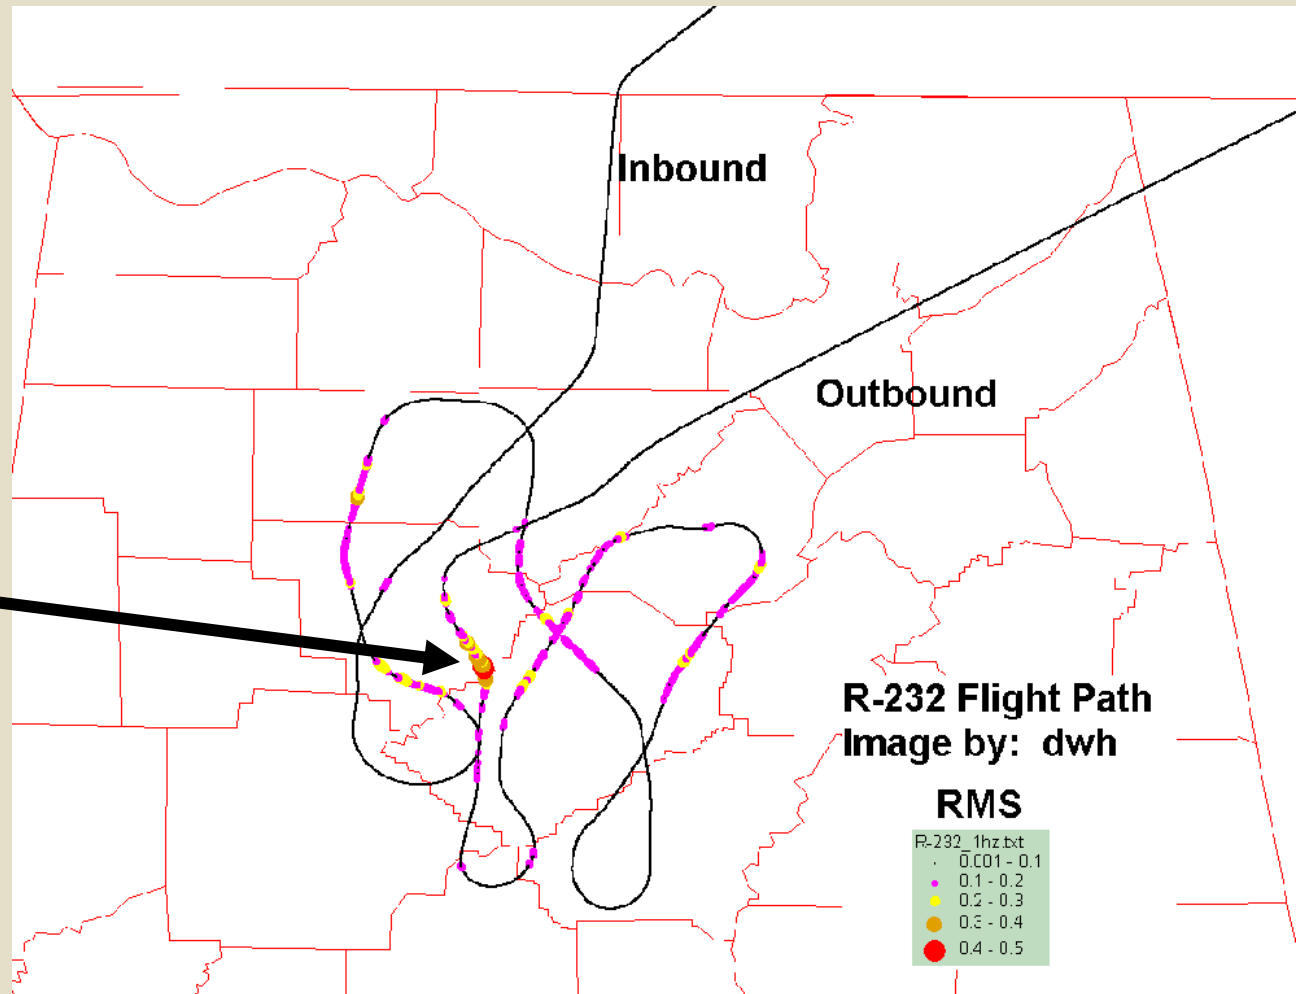 Inbound
Outbound
R-232 Flight Path
Image by: dwh
RMS
R-232_1hz.txt
0.001 - 0.1
0.1 - 0.2
0.2 - 0.3
0.3 - 0.4
0.4 - 0.5